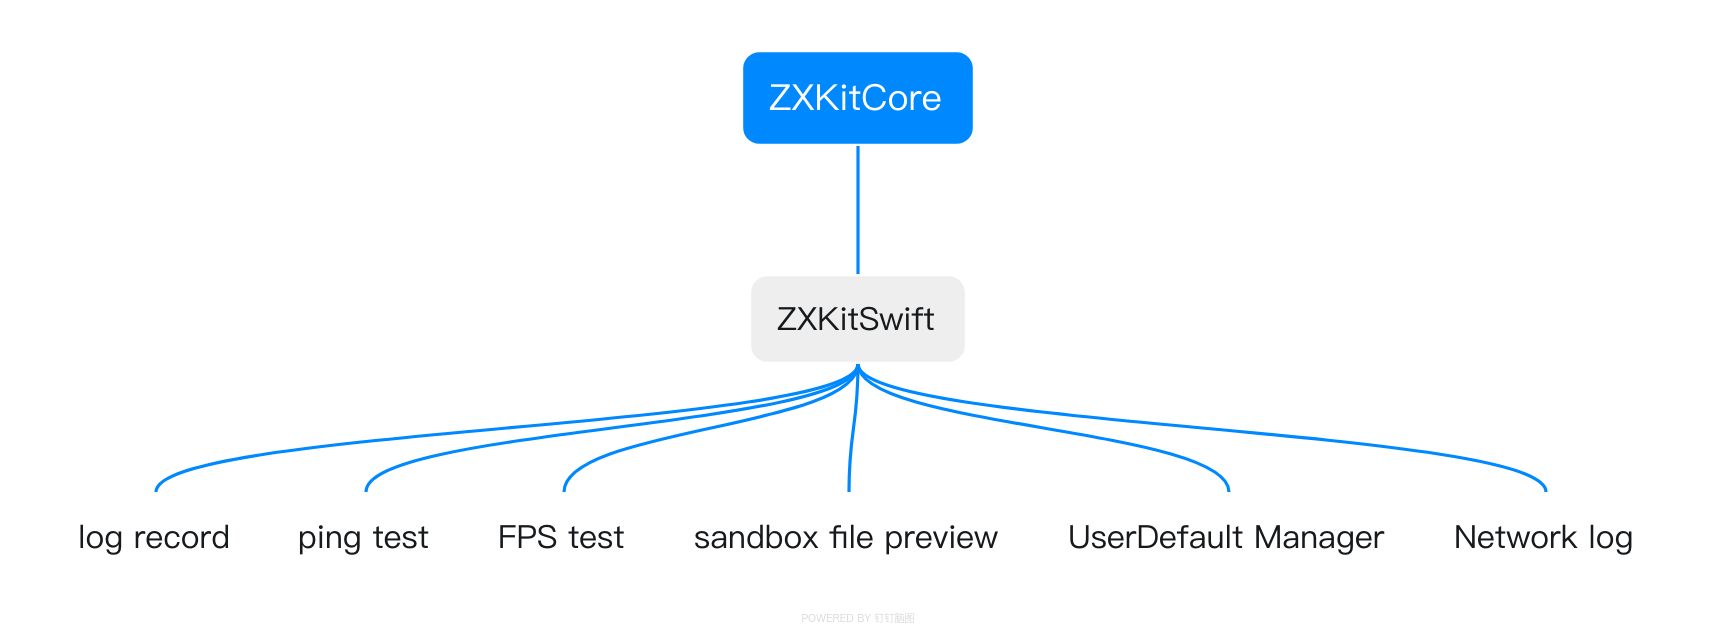 ZXKitCore
ZXKitSwift
log record
ping test
FPS test
sandbox file preview
UserDefault Manager
Network log
POWERED BY 钉钉脑图